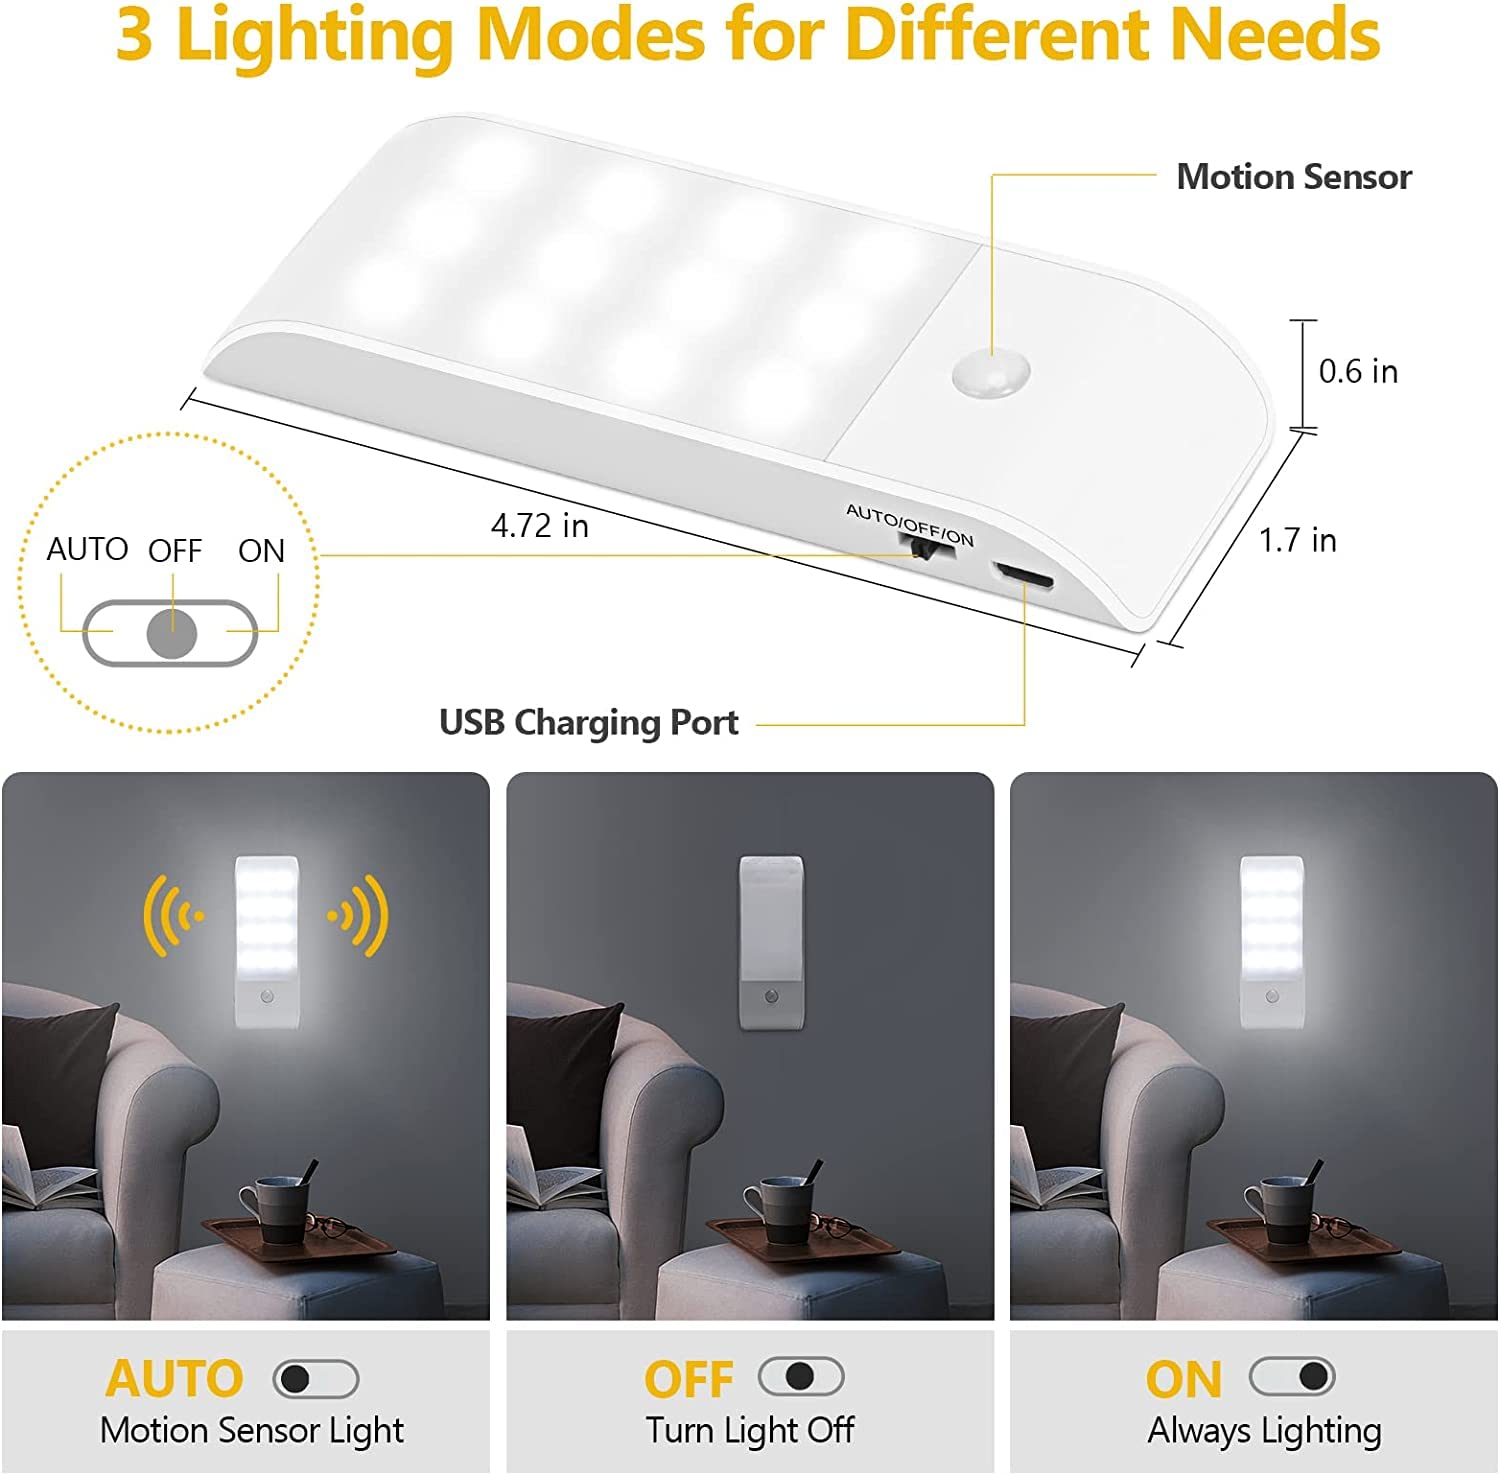 3 Lighting Modes for Different Needs
Motion Sensor
0.6 in
4.72 in
1.7 in
AUTO/OFF/ON
AUTO OFF ON
USB Charging Port
AUTO
Motion Sensor Light
OFF
Turn Light Off
ON
Always Lighting